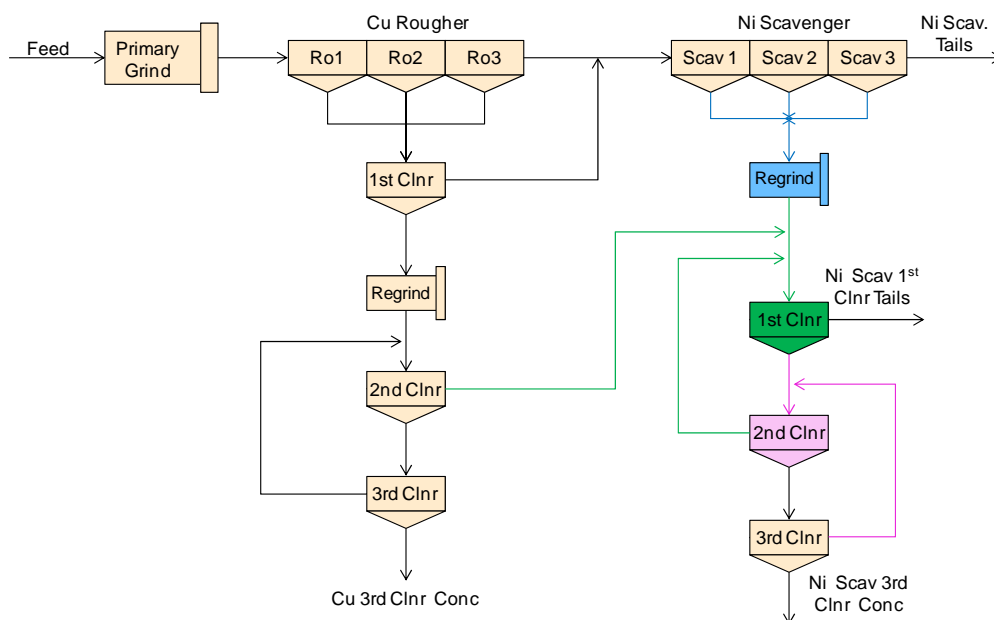 Cu Rougher
Ni Scavenger
Ni Scav.
Tails
Feed
Primary
Grind
Ro1
Ro2
Ro3
Scav 1
Scav 2
Scav 3
1st Clnr
Regrind
Regrind
Ni Scav 1st
Clnr Tails
1st Clnr
2nd Clnr
2nd Clnr
3rd Clnr
3rd Clnr
Cu 3rd Clnr Conc
Ni Scav 3rd
Clnr Conc